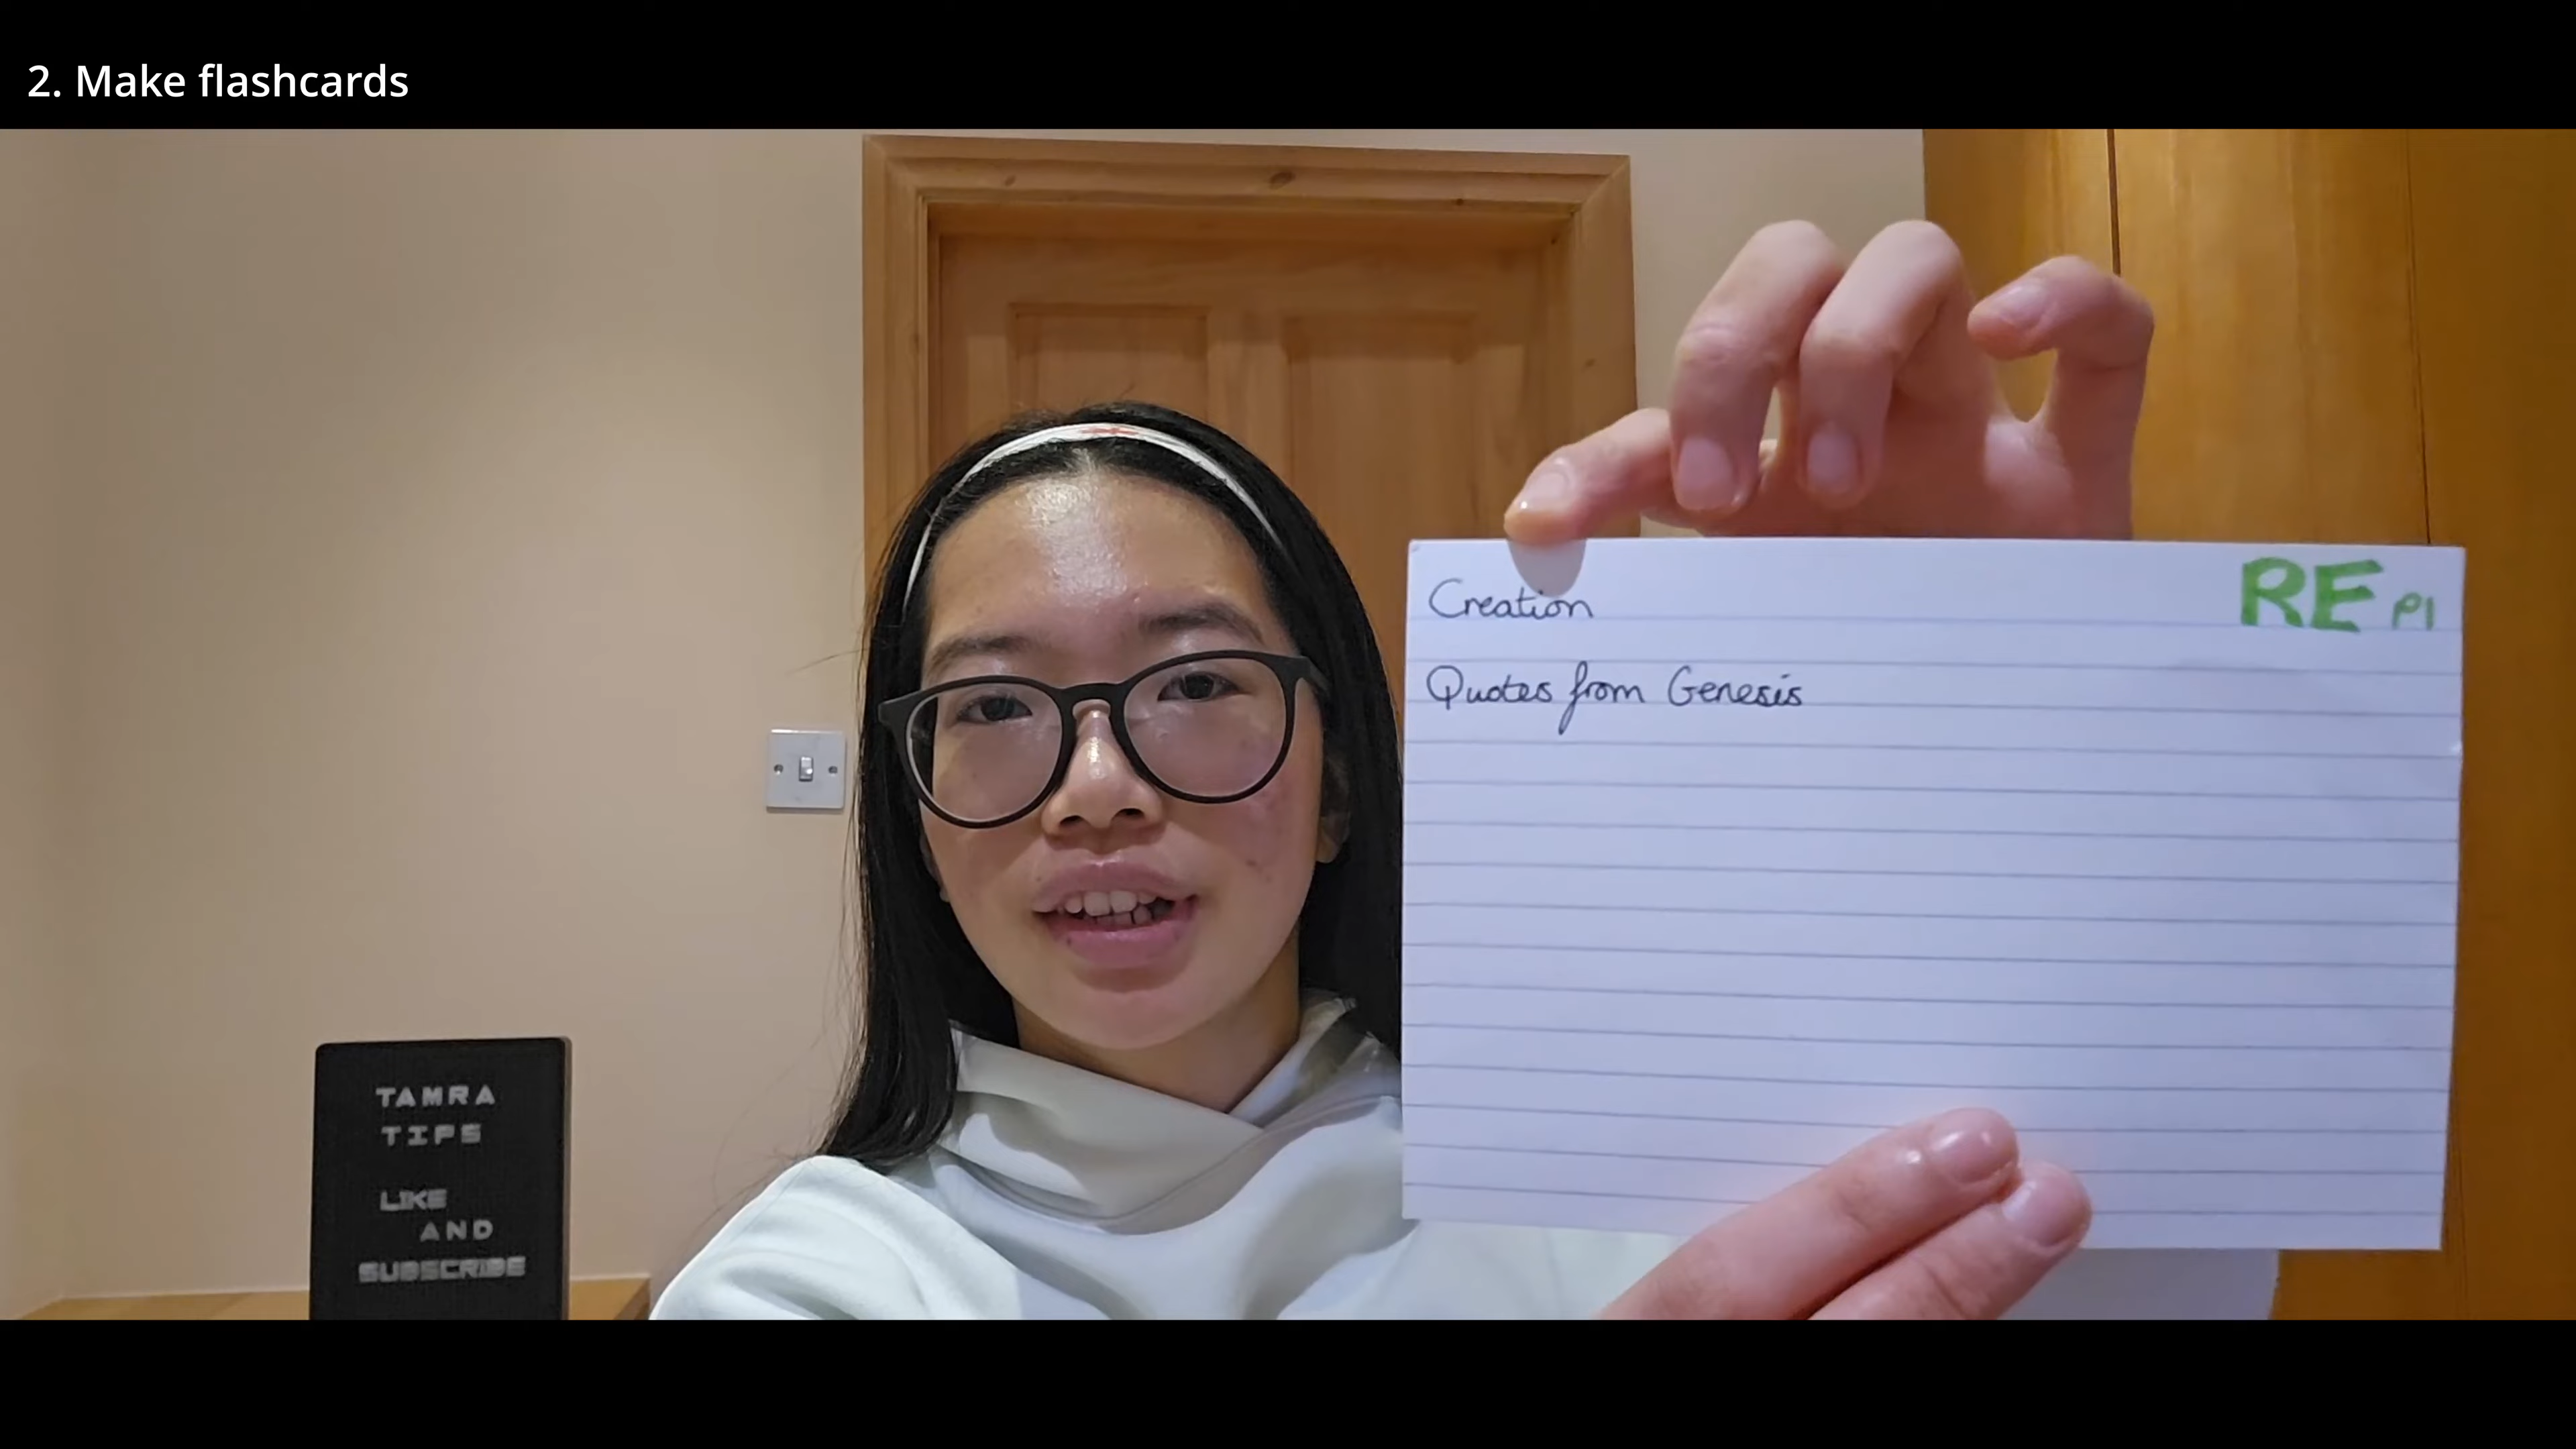 2. Make flashcards
Creation
RE P1
Quotes from Genesis
TAMRA
TIPS
LIKE
AND
SUBSCRIBE